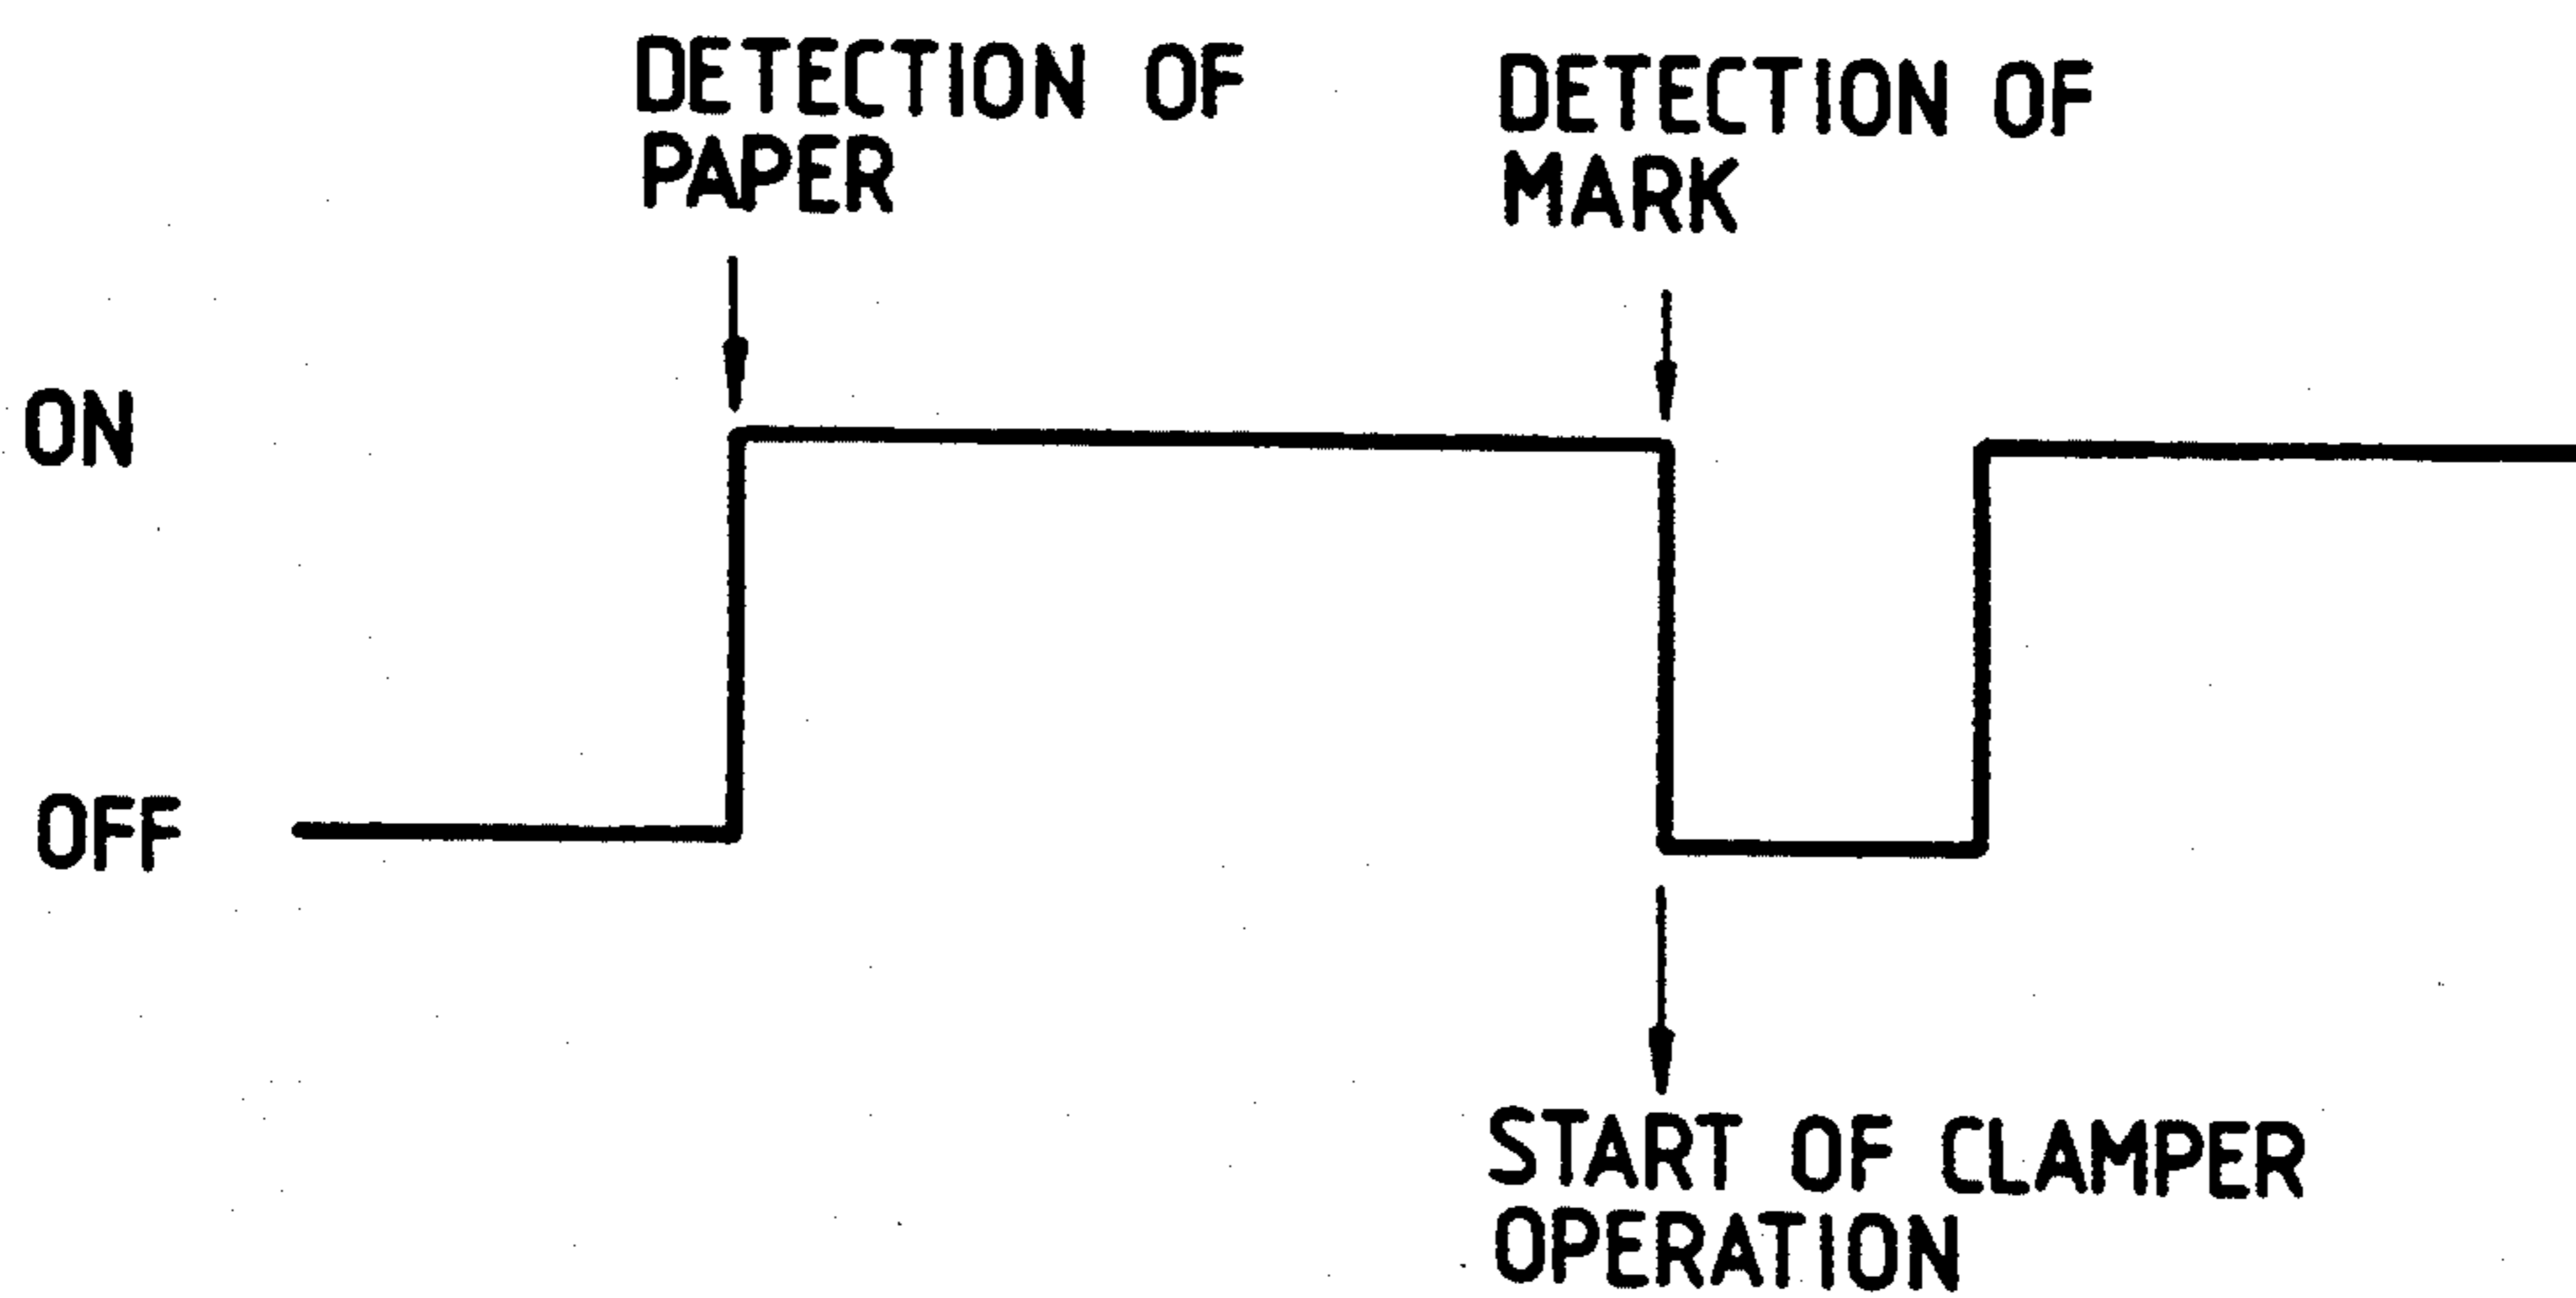 DETECTION OF
PAPER
DETECTION OF
MARK
ON
OFF
START OF CLAMPER
OPERATION